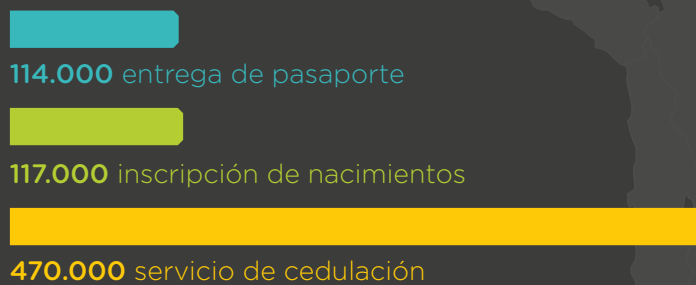 114.000 entrega de pasaporte
117.000 inscripción de nacimientos
470.000 servicio de cedulación